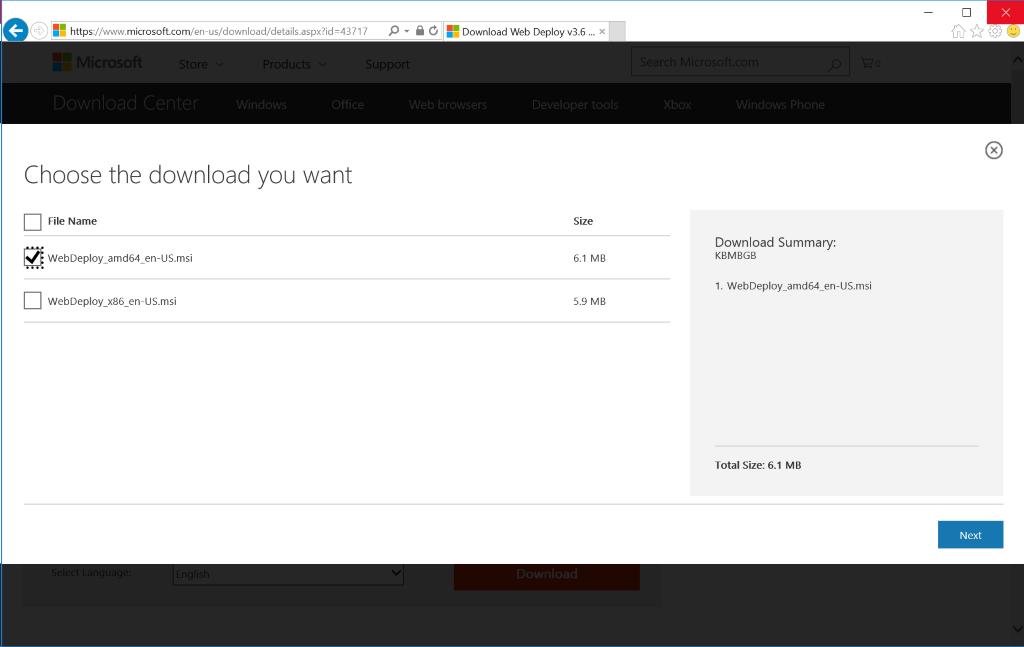 https://www.microsoft.com/en-us/download/details.aspx?id=43717
Download Web Deploy v3.6 ...
Microsoft Store Products Support Search Microsoft.com 0
Download Center Windows Office Web browsers Developer tools Xbox Windows Phone
Choose the download you want
File Name Size
WebDeploy_amd64_en-US.msi 6.1 MB
WebDeploy_x86_en-US.msi 5.9 MB
Download Summary:
KBMBGB
1. WebDeploy_amd64_en-US.msi
Total Size: 6.1 MB
Next
Select Language: English Download